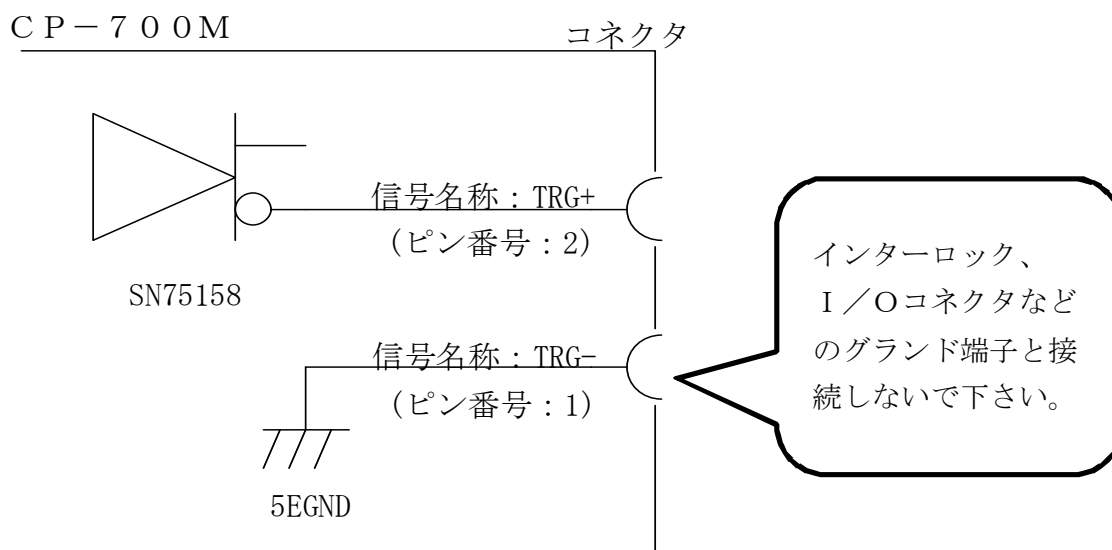 ＣＰ－７００Ｍ
コネクタ
信号名称：TRG+
(ピン番号：2)
SN75158
信号名称：TRG-
(ピン番号：1)
5EGND
インターロック、
Ｉ／Ｏコネクタなど
のグランド端子と接
続しないで下さい。